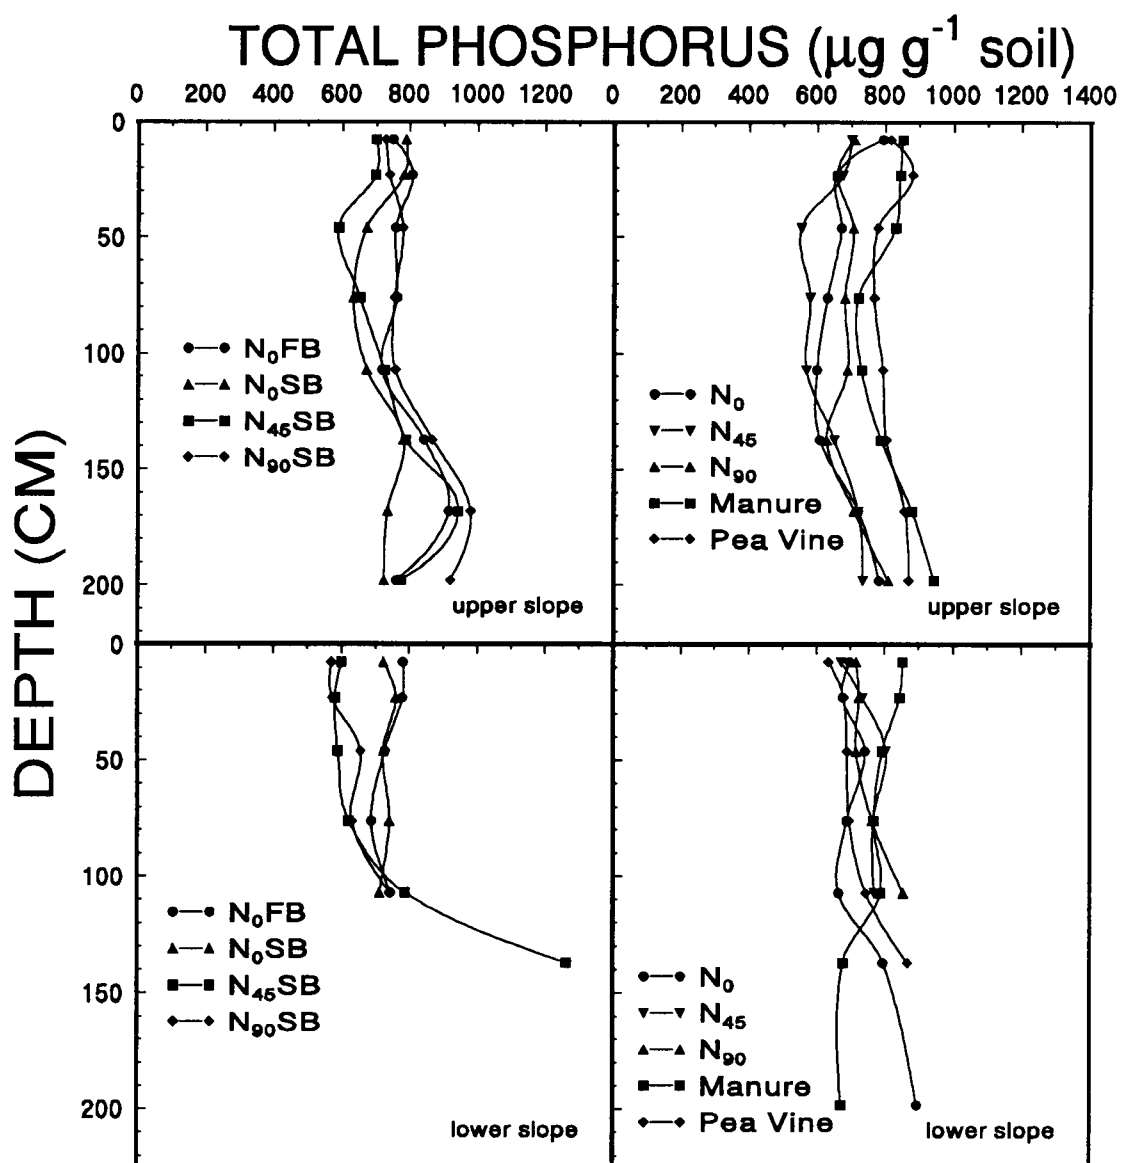 TOTAL PHOSPHORUS (μg g⁻¹ soil)
0 200 400 600 800 1000 1200 0 200 400 600 800 1000 1200 1400
DEPTH (CM)
0
50
100
150
200
N₀FB
N₀SB
N₄₅SB
N₉₀SB
upper slope
N₀
N₄₅
N₉₀
Manure
Pea Vine
upper slope
0
50
100
150
200
N₀FB
N₀SB
N₄₅SB
N₉₀SB
lower slope
N₀
N₄₅
N₉₀
Manure
Pea Vine
lower slope